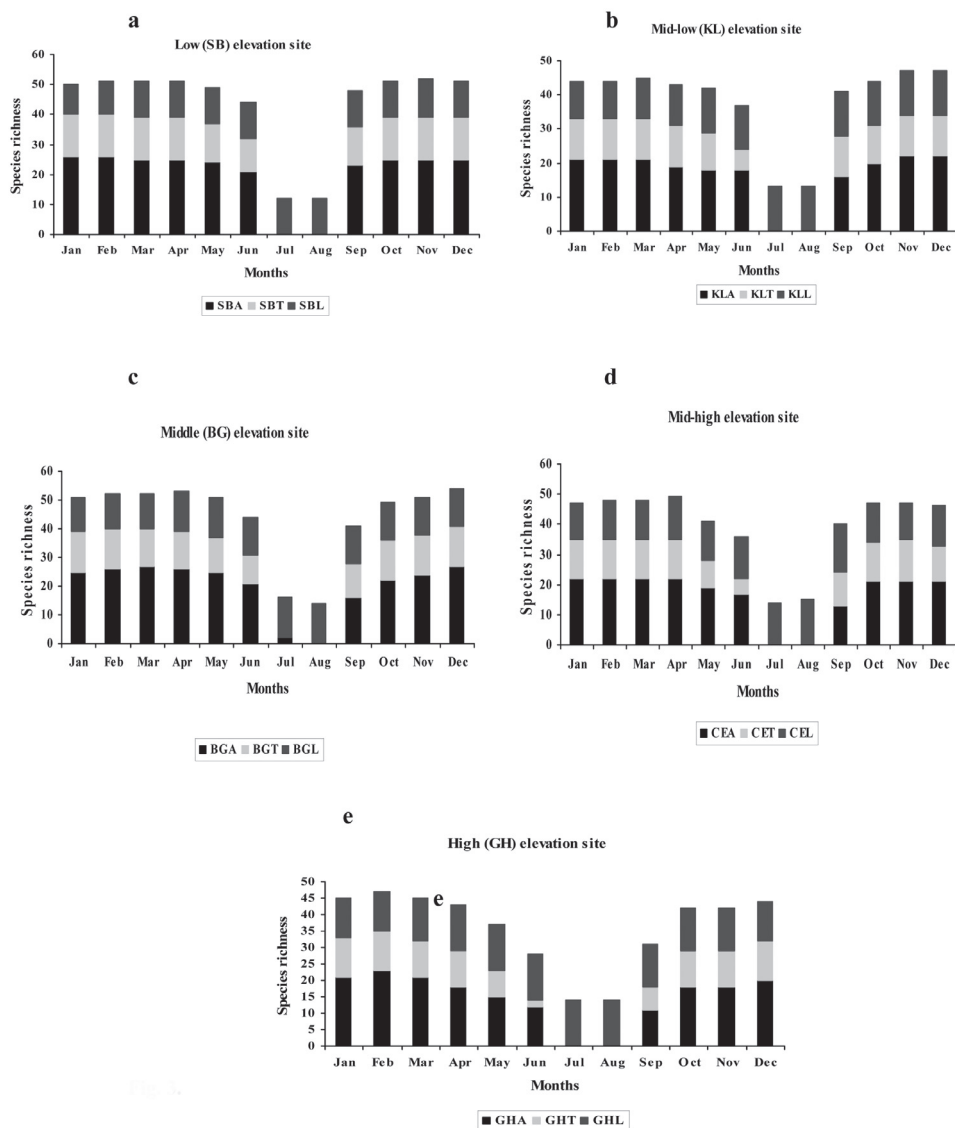 a
Low (SB) elevation site
60
50
40
30
20
10
0
Species richness
Jan Feb Mar Apr May Jun Jul Aug Sep Oct Nov Dec
Months
SBA SBT SBL
b
Mid-low (KL) elevation site
50
40
30
20
10
0
Species richness
Jan Feb Mar Apr May Jun Jul Aug Sep Oct Nov Dec
Months
KLA KLT KLL
c
Middle (BG) elevation site
60
50
40
30
20
10
0
Species richness
Jan Feb Mar Apr May Jun Jul Aug Sep Oct Nov Dec
Months
BGA BGT BGL
d
Mid-high elevation site
60
50
40
30
20
10
0
Species richness
Jan Feb Mar Apr May Jun Jul Aug Sep Oct Nov Dec
Months
CEA CET CEL
e
High (GH) elevation site
e
50
45
40
35
30
25
20
15
10
5
0
Species richness
Jan Feb Mar Apr May Jun Jul Aug Sep Oct Nov Dec
Months
GHA GHT GHL